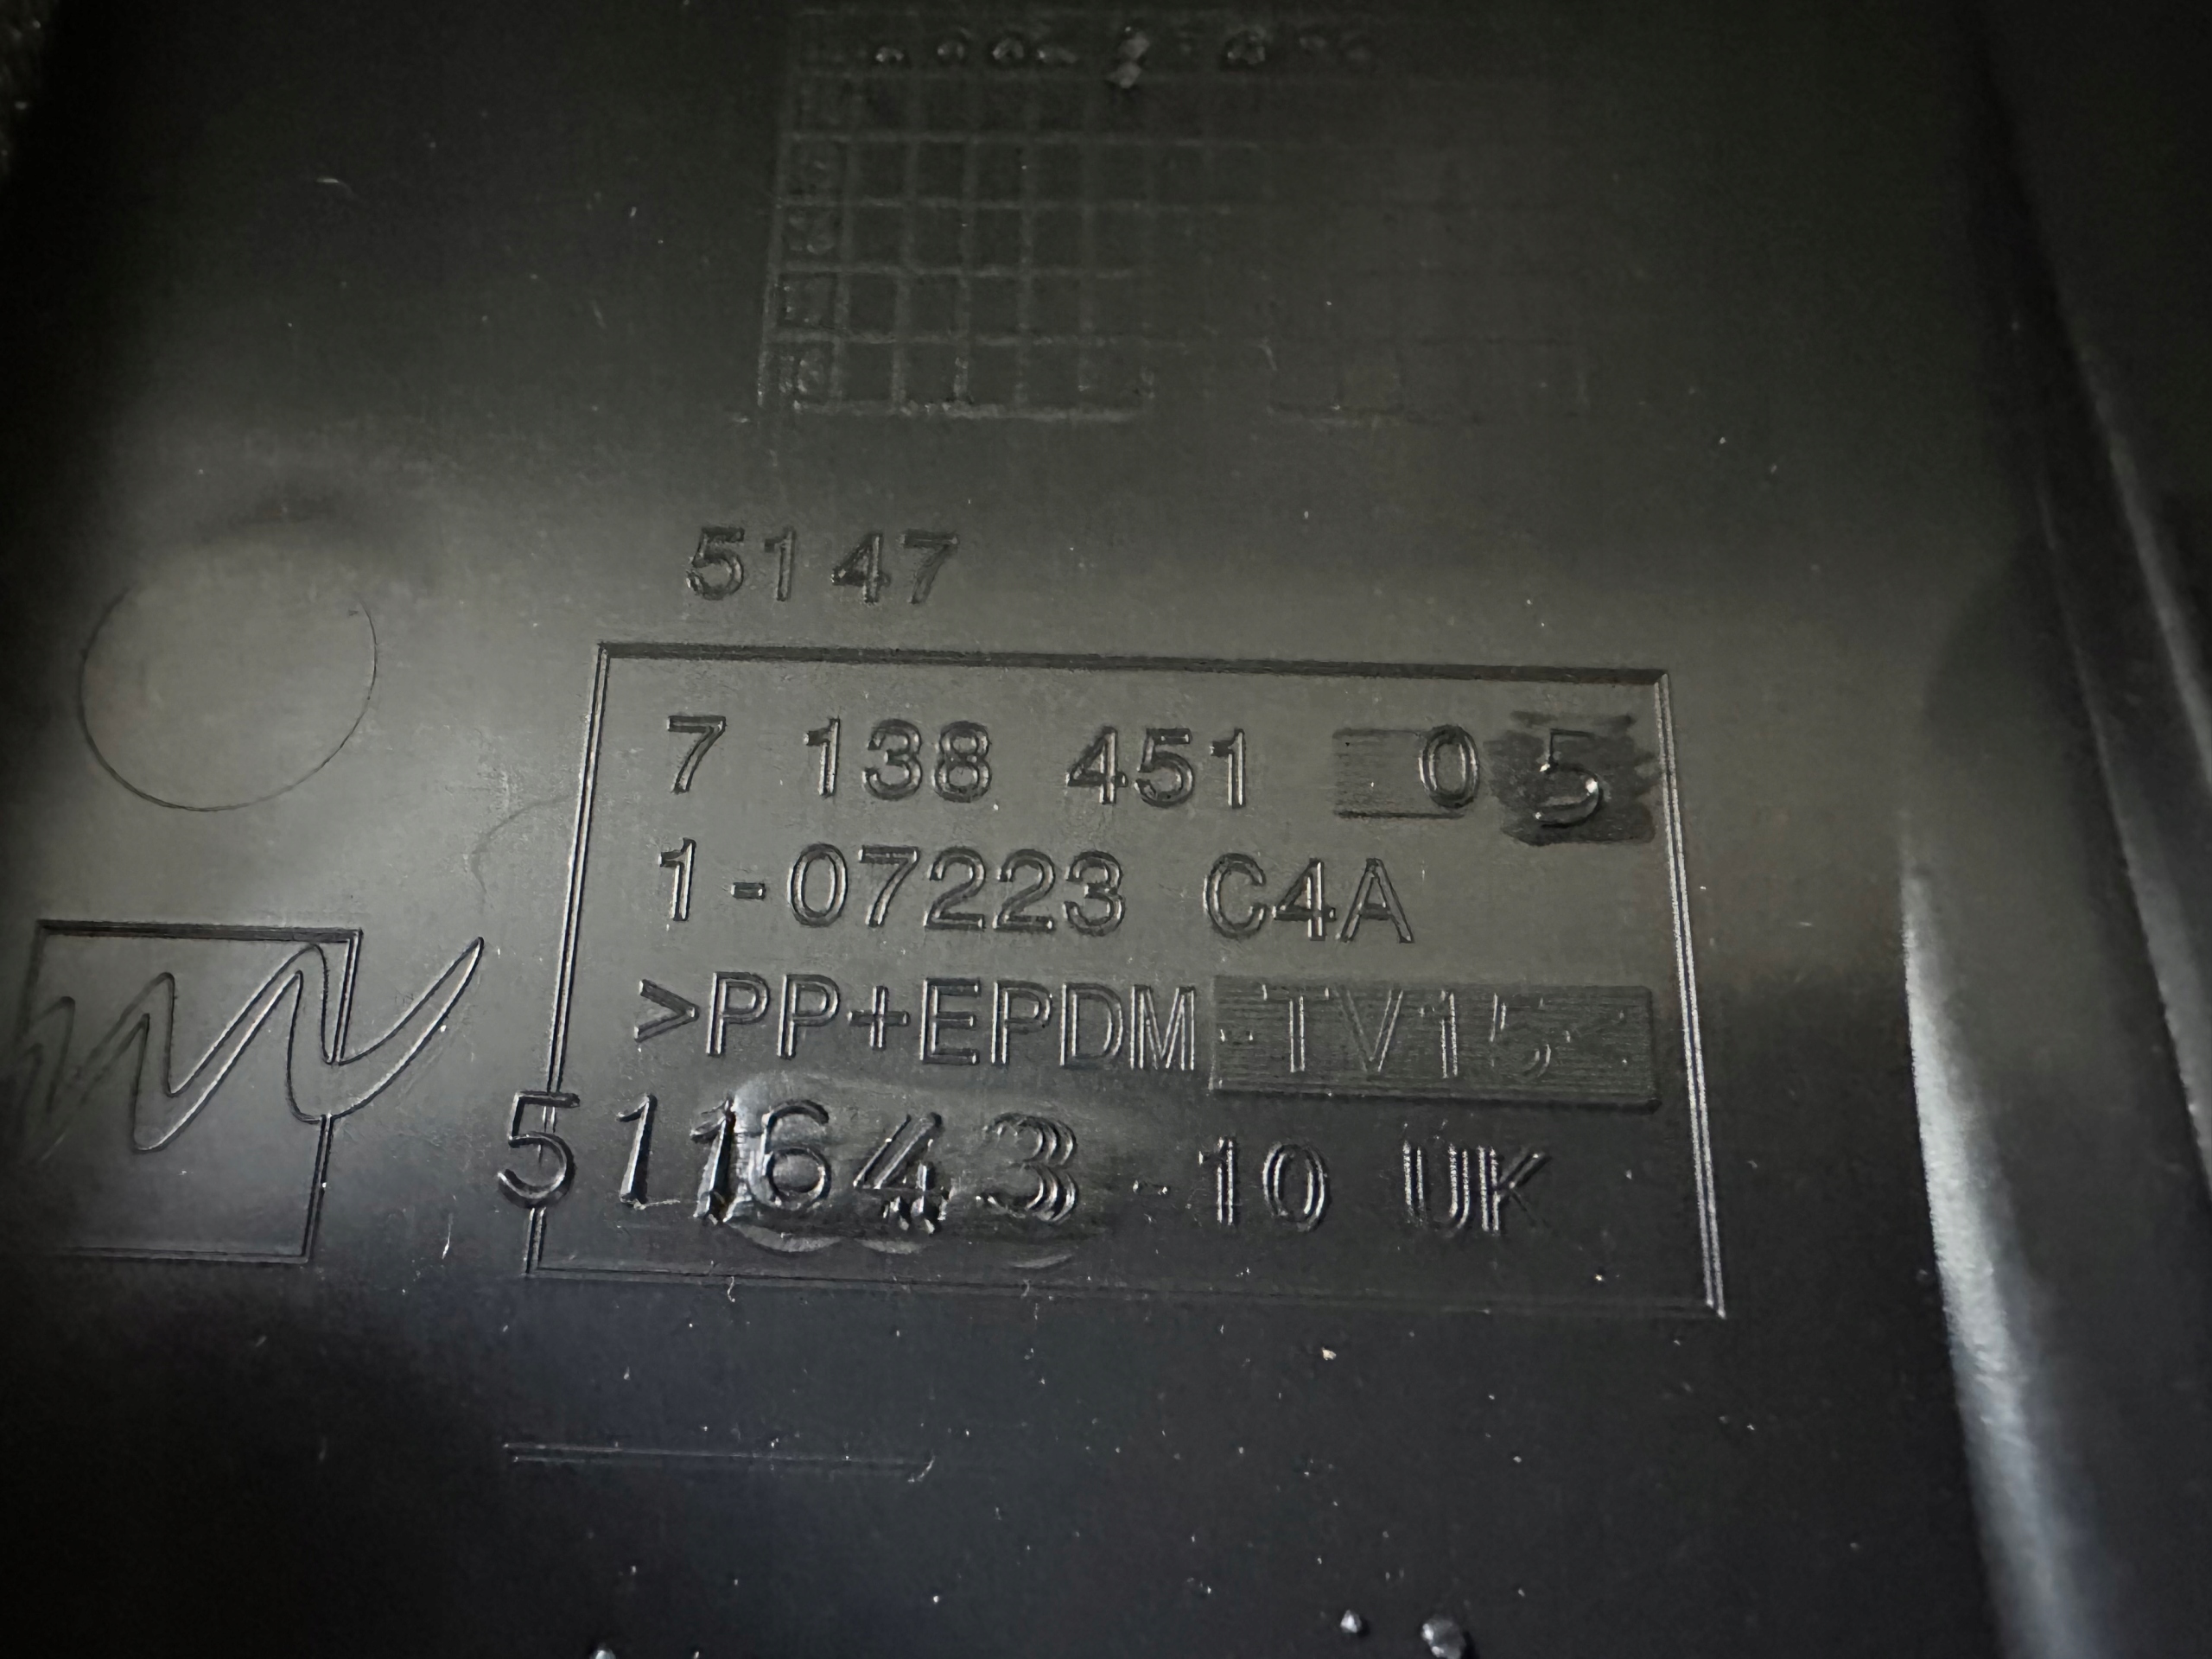 5147
7 138 451 05
1-07223 C4A
>PP+EPDM-TV15<
511643-10 UK